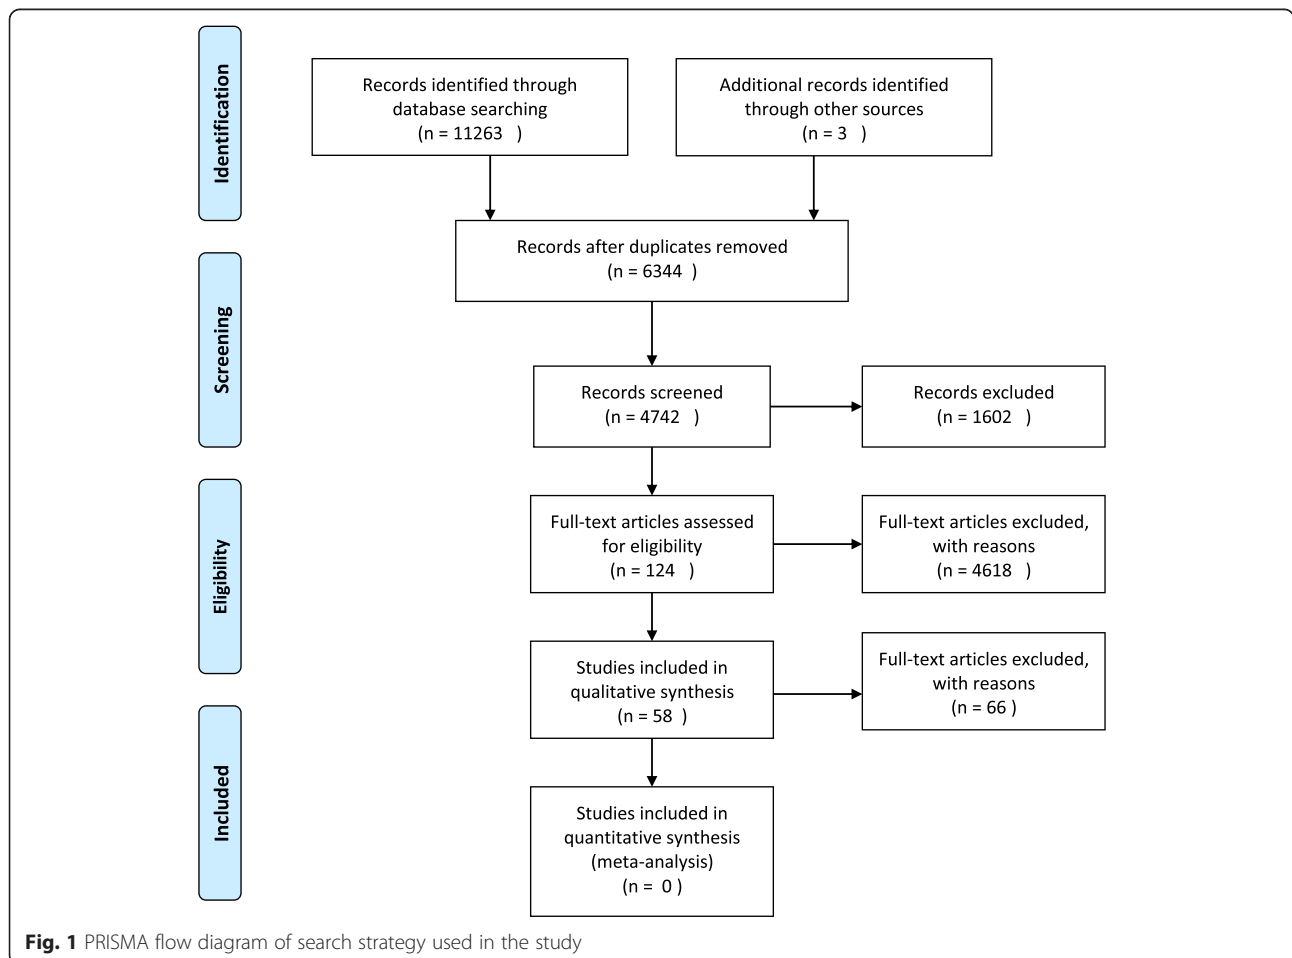 Identification
Records identified through
database searching
(n = 11263 )
Additional records identified
through other sources
(n = 3 )
Records after duplicates removed
(n = 6344 )
Screening
Records screened
(n = 4742 )
Records excluded
(n = 1602 )
Eligibility
Full-text articles assessed
for eligibility
(n = 124 )
Full-text articles excluded,
with reasons
(n = 4618 )
Studies included in
qualitative synthesis
(n = 58 )
Full-text articles excluded,
with reasons
(n = 66 )
Included
Studies included in
quantitative synthesis
(meta-analysis)
(n = 0 )
Fig. 1 PRISMA flow diagram of search strategy used in the study